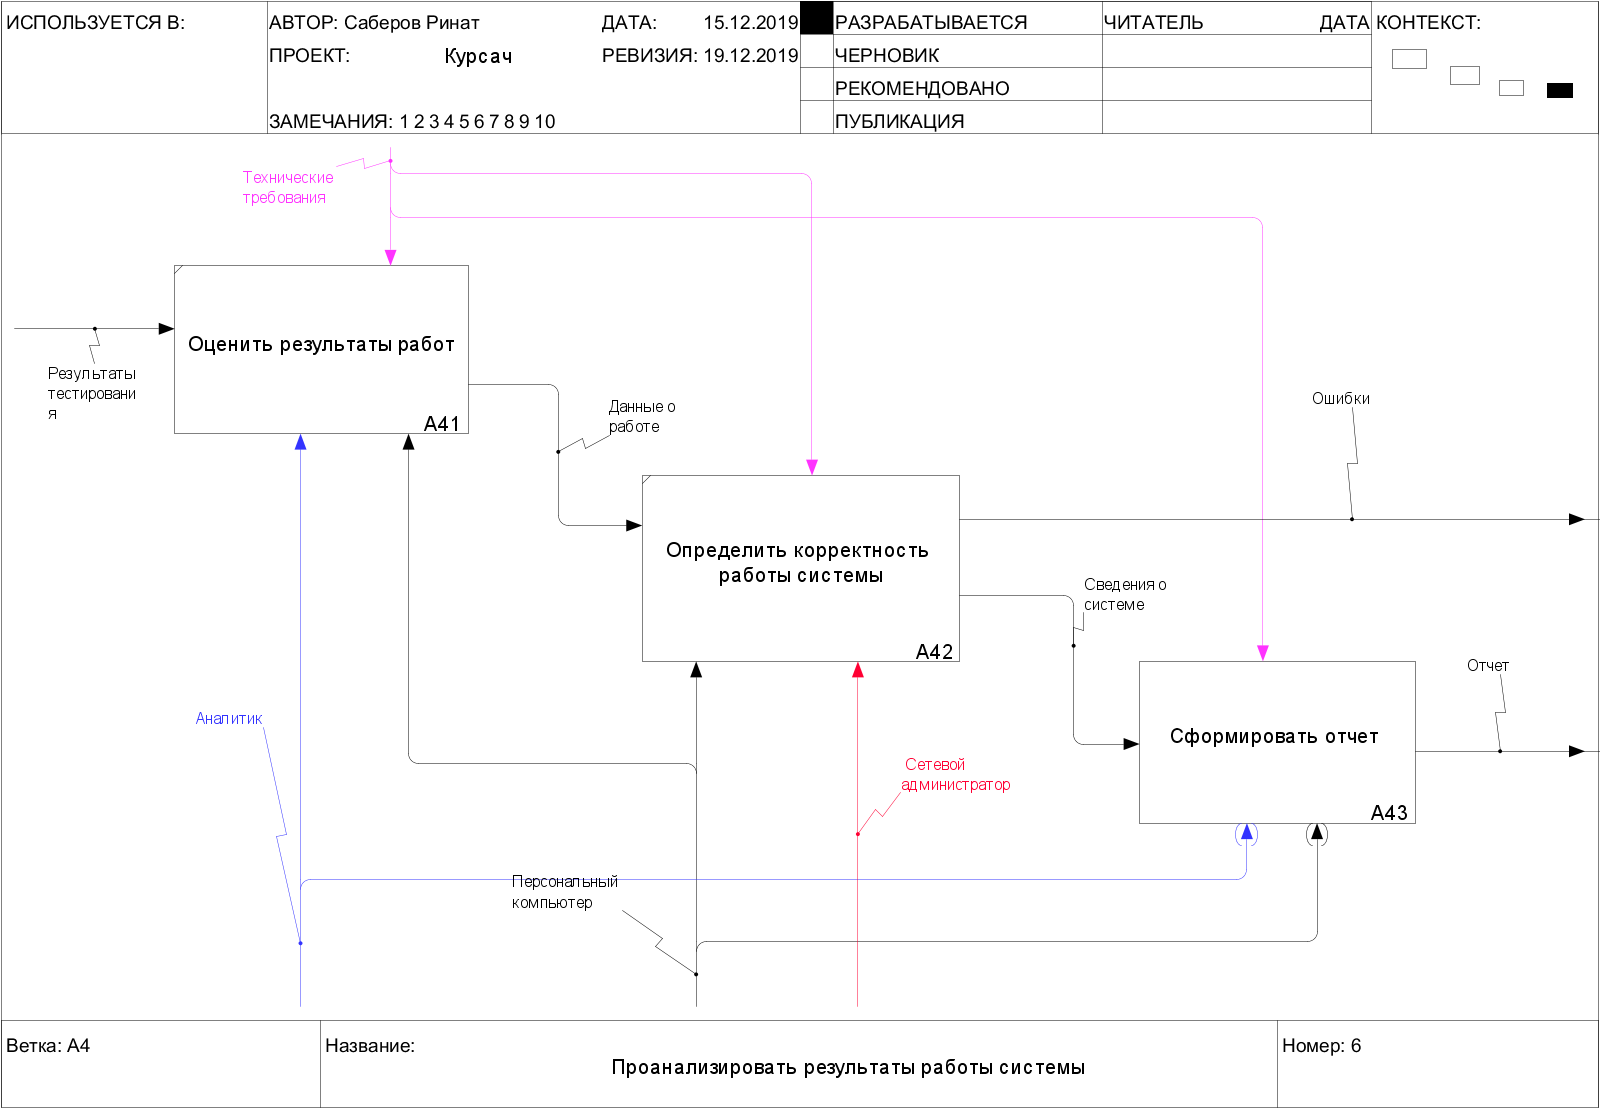 ИСПОЛЬЗУЕТСЯ В:
АВТОР: Саберов Ринат
ДАТА: 15.12.2019
РАЗРАБАТЫВАЕТСЯ
ЧИТАТЕЛЬ
ДАТА
КОНТЕКСТ:
ПРОЕКТ: Курсач
РЕВИЗИЯ: 19.12.2019
ЧЕРНОВИК
РЕКОМЕНДОВАНО
ЗАМЕЧАНИЯ: 1 2 3 4 5 6 7 8 9 10
ПУБЛИКАЦИЯ
Технические
требования
Оценить результаты работ
A41
Результаты
тестировани
я
Данные о
работе
Ошибки
Определить корректность
работы системы
A42
Сведения о
системе
Отчет
Сформировать отчет
A43
Аналитик
Сетевой
администратор
Персональный
компьютер
Ветка: A4
Название:
Проанализировать результаты работы системы
Номер: 6